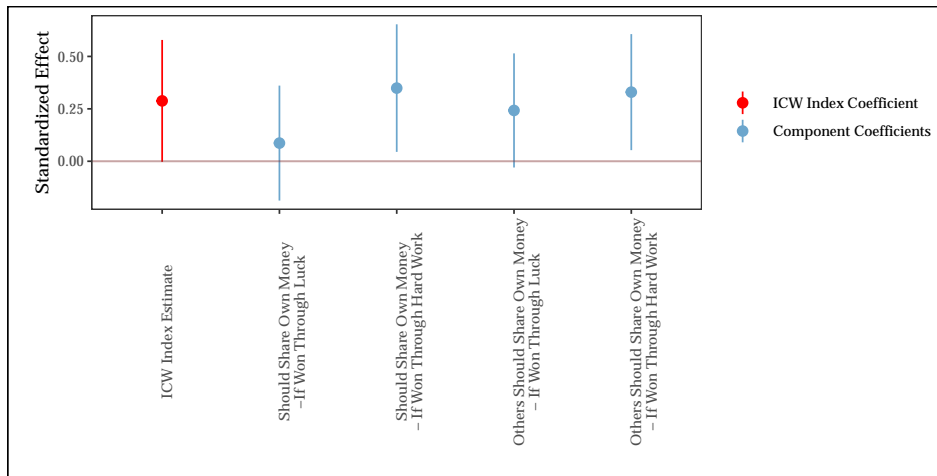 Standardized Effect
0.50
0.25
0.00
ICW Index Estimate
Should Share Own Money
–If Won Through Luck
Should Share Own Money
– If Won Through Hard Work
Others Should Share Own Money
– If Won Through Luck
Others Should Share Own Money
– If Won Through Hard Work
ICW Index Coefficient
Component Coefficients